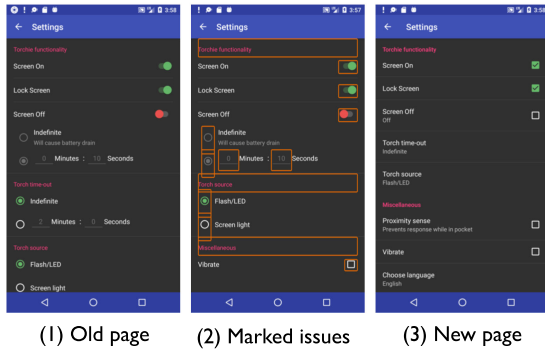 3:58
Settings
Torchie functionality
Screen On
Lock Screen
Screen Off
Indefinite
Will cause battery drain
0 Minutes : 10 Seconds
Torch time-out
Indefinite
2 Minutes : 0 Seconds
Torch source
Flash/LED
Screen light
(1) Old page
3:57
Settings
Torchie functionality
Screen On
Lock Screen
Screen Off
Indefinite
Will cause battery drain
0 Minutes : 10 Seconds
Torch source
Flash/LED
Screen light
Miscellaneous
Vibrate
(2) Marked issues
3:58
Settings
Torchie functionality
Screen On
Lock Screen
Screen Off
Off
Torch time-out
Indefinite
Torch source
Flash/LED
Miscellaneous
Proximity sense
Prevents response while in pocket
Vibrate
Choose language
English
(3) New page